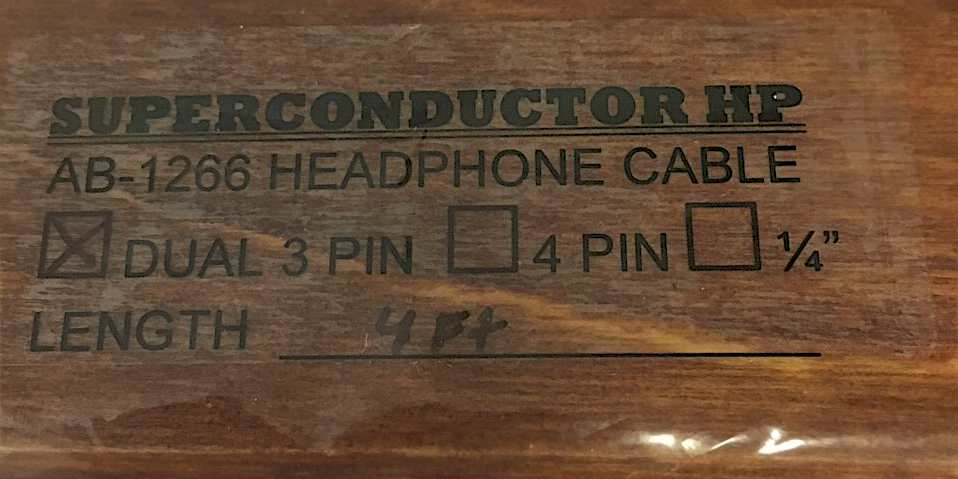 SUPERCONDUCTOR HP
AB-1266 HEADPHONE CABLE
☒ DUAL 3 PIN ☐ 4 PIN ☐ ¼”
LENGTH 4 Ft